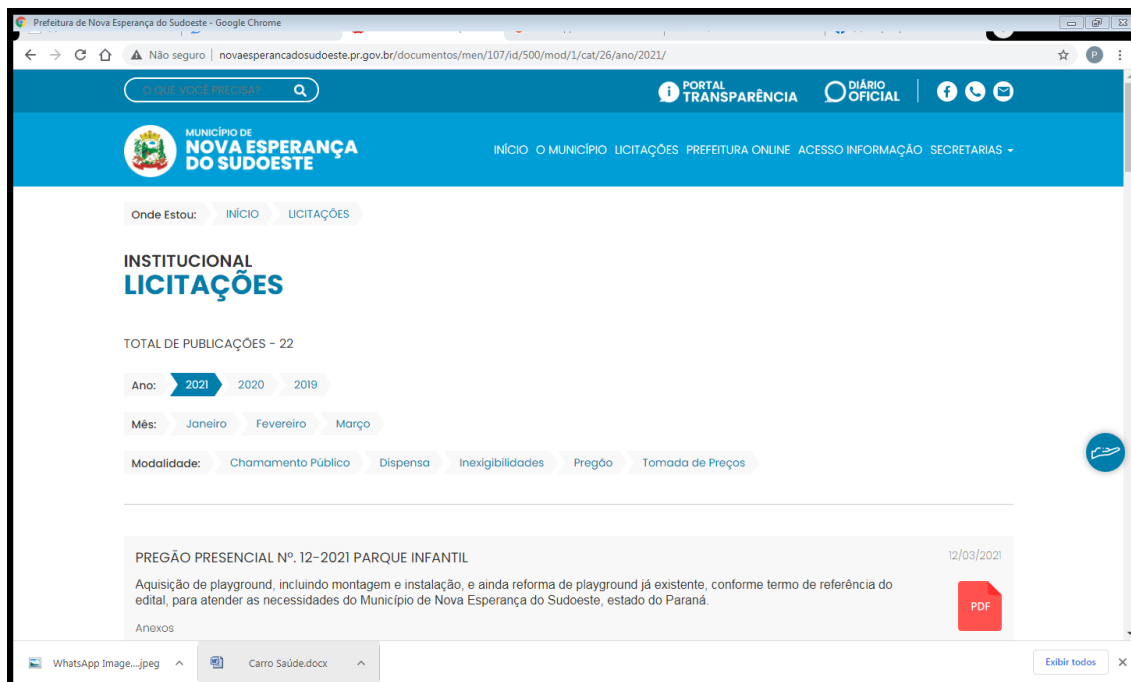 Prefeitura de Nova Esperança do Sudoeste - Google Chrome
Não seguro | novaesperancadosudoeste.pr.gov.br/documentos/men/107/id/500/mod/1/cat/26/ano/2021/
P
O QUE VOCÊ PRECISA?
PORTAL
TRANSPARÊNCIA
DIÁRIO
OFICIAL
MUNICÍPIO DE
NOVA ESPERANÇA
DO SUDOESTE
INÍCIO O MUNICÍPIO LICITAÇÕES PREFEITURA ONLINE ACESSO INFORMAÇÃO SECRETARIAS
Onde Estou: INÍCIO LICITAÇÕES
INSTITUCIONAL
LICITAÇÕES
TOTAL DE PUBLICAÇÕES - 22
Ano: 2021 2020 2019
Mês: Janeiro Fevereiro Março
Modalidade: Chamamento Público Dispensa Inexigibilidades Pregão Tomada de Preços
PREGÃO PRESENCIAL Nº. 12-2021 PARQUE INFANTIL
12/03/2021
Aquisição de playground, incluindo montagem e instalação, e ainda reforma de playground já existente, conforme termo de referência do
edital, para atender as necessidades do Município de Nova Esperança do Sudoeste, estado do Paraná.
PDF
Anexos
WhatsApp Image....jpeg
Carro Saúde.docx
Exibir todos